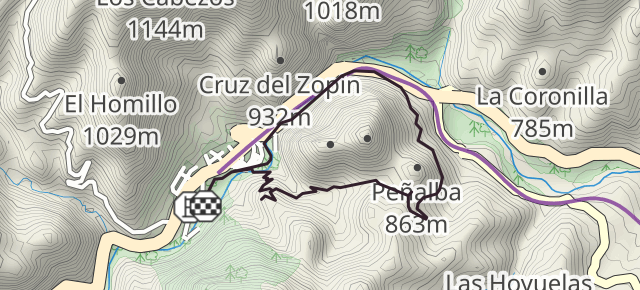 Los Cabezos
1144m
1018m
Cruz del Zopín
932m
El Homillo
1029m
La Coronilla
785m
Peñalba
863m
Las Hoyuelas